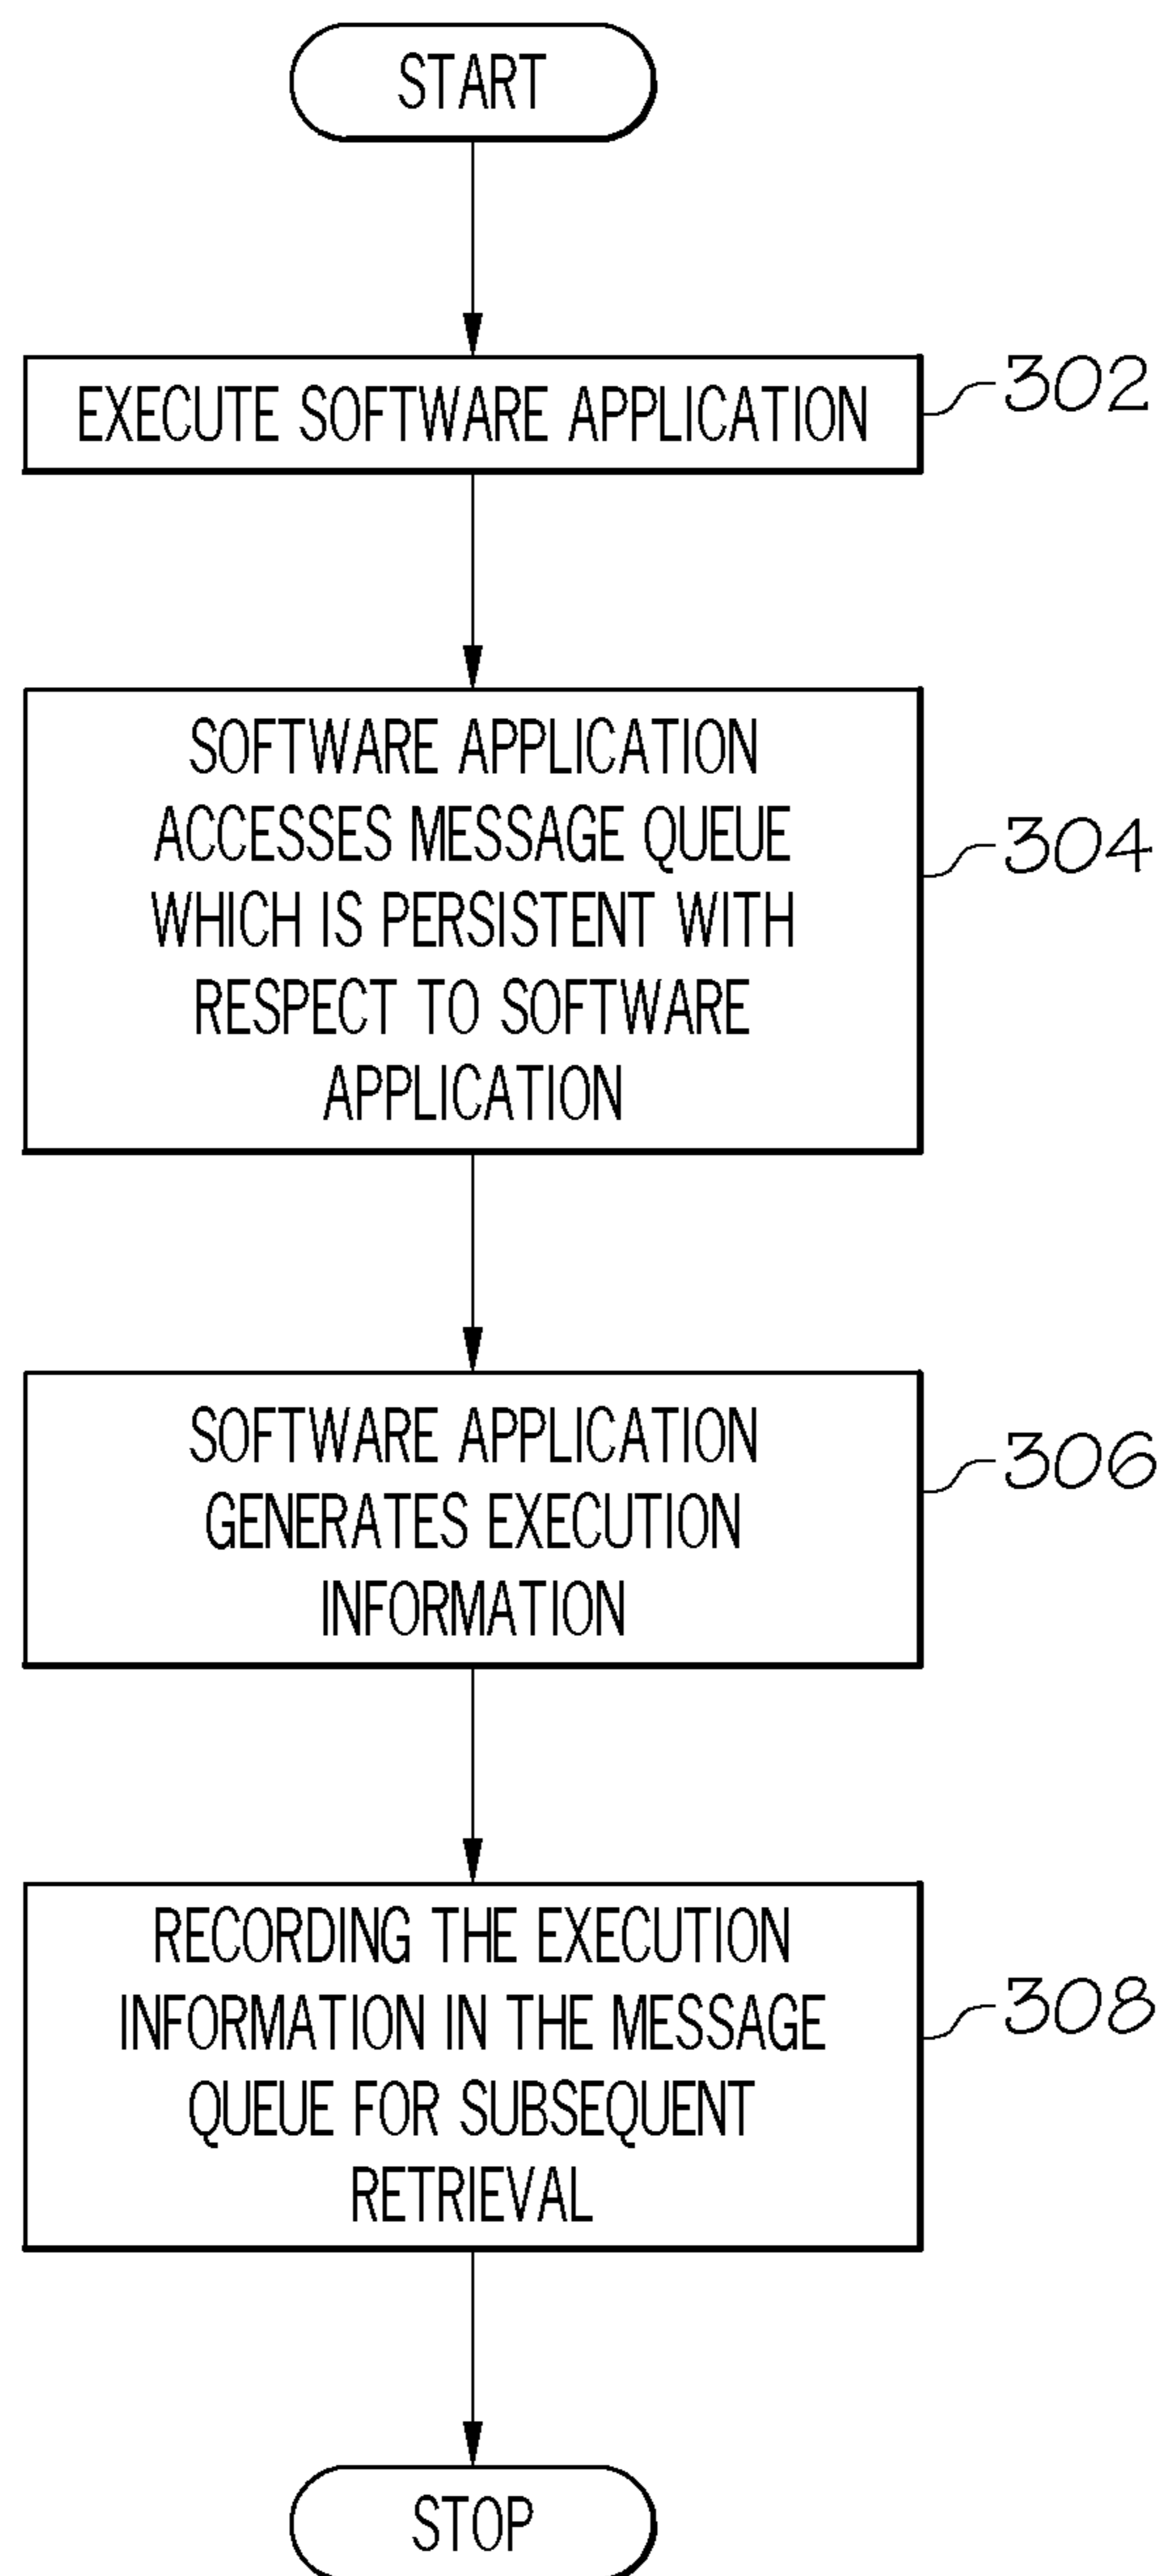 START
EXECUTE SOFTWARE APPLICATION
302
SOFTWARE APPLICATION
ACCESSES MESSAGE QUEUE
WHICH IS PERSISTENT WITH
RESPECT TO SOFTWARE
APPLICATION
304
SOFTWARE APPLICATION
GENERATES EXECUTION
INFORMATION
306
RECORDING THE EXECUTION
INFORMATION IN THE MESSAGE
QUEUE FOR SUBSEQUENT
RETRIEVAL
308
STOP